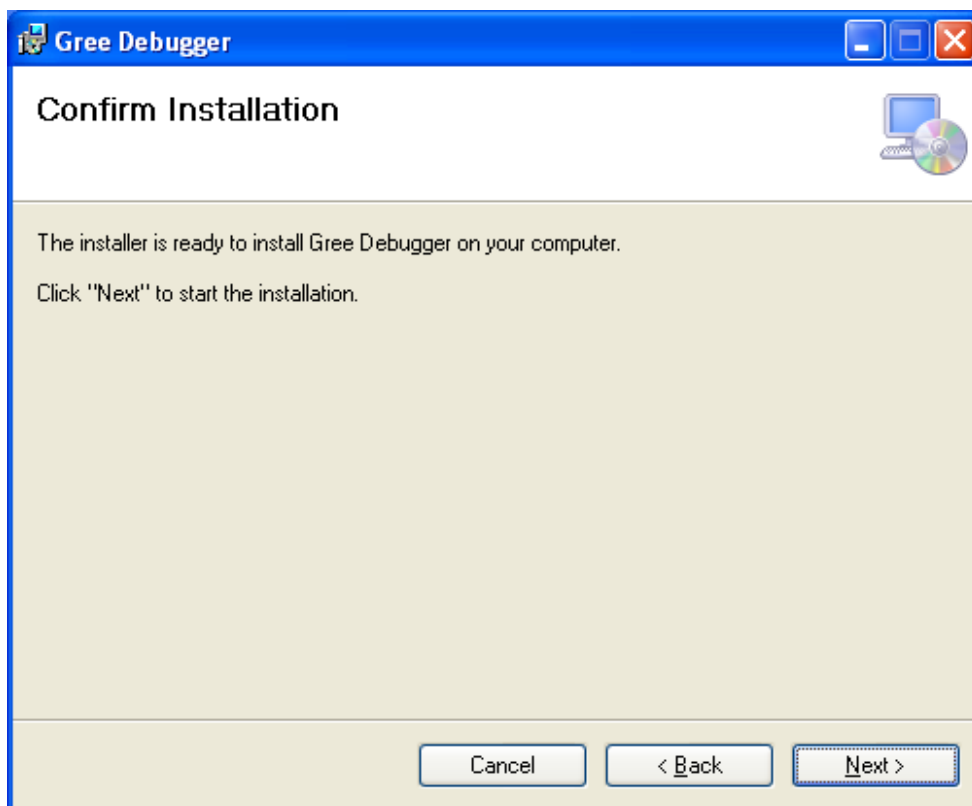 Gree Debugger
Confirm Installation
The installer is ready to install Gree Debugger on your computer.
Click "Next" to start the installation.
Cancel
< Back
Next >